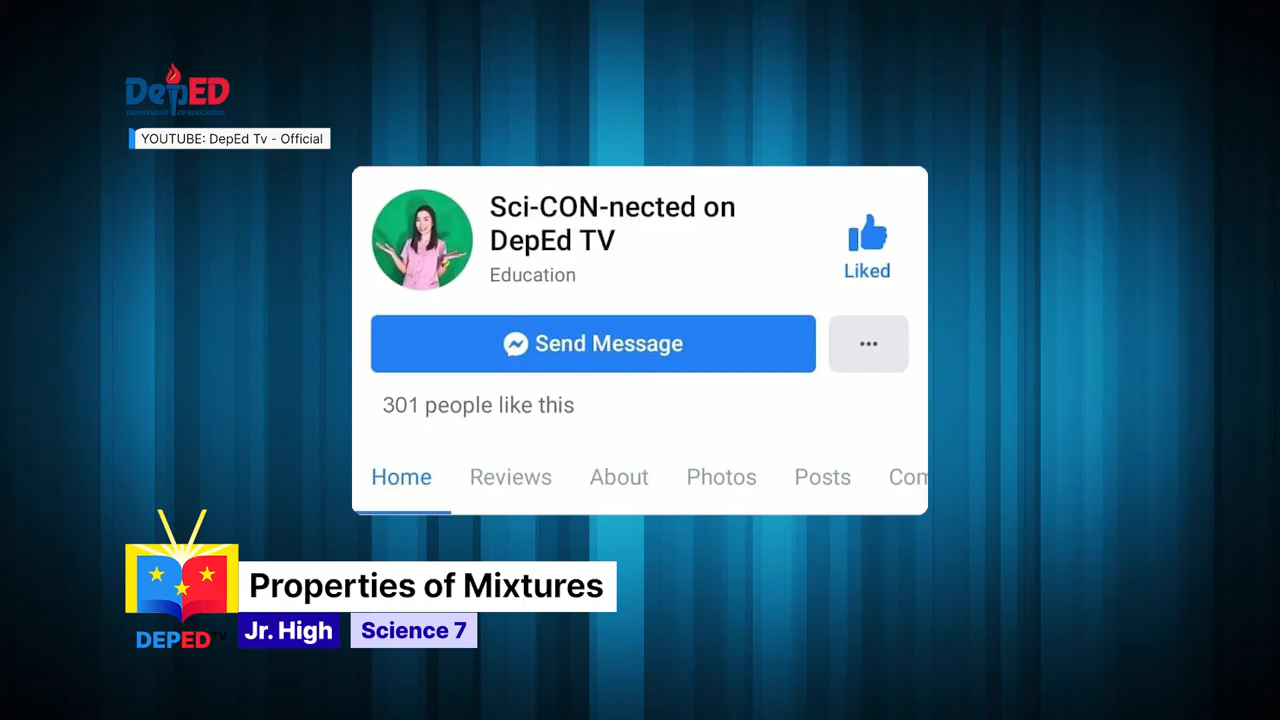 DepED
DEPARTMENT OF EDUCATION
YOUTUBE: DepEd Tv - Official
Sci-CON-nected on
DepEd TV
Education
Liked
Send Message
301 people like this
Home Reviews About Photos Posts Com
Properties of Mixtures
DEPED TV
Jr. High Science 7